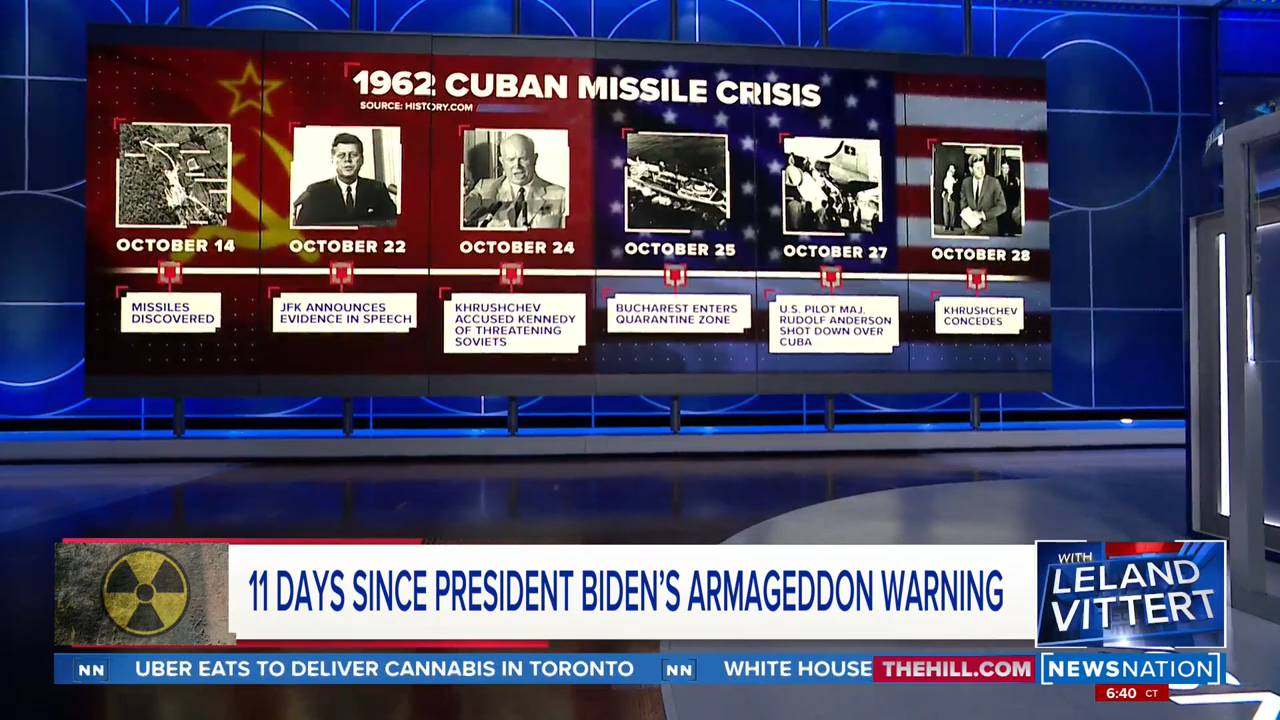 1962 CUBAN MISSILE CRISIS
SOURCE: HISTORY.COM
OCTOBER 14
OCTOBER 22
OCTOBER 24
OCTOBER 25
OCTOBER 27
OCTOBER 28
MISSILES
DISCOVERED
JFK ANNOUNCES
EVIDENCE IN SPEECH
KHRUSHCHEV
ACCUSED KENNEDY
OF THREATENING
SOVIETS
BUCHAREST ENTERS
QUARANTINE ZONE
U.S. PILOT MAJ.
RUDOLF ANDERSON
SHOT DOWN OVER
CUBA
KHRUSHCHEV
CONCEDES
11 DAYS SINCE PRESIDENT BIDEN'S ARMAGEDDON WARNING
WITH
LELAND
VITTERT
NN UBER EATS TO DELIVER CANNABIS IN TORONTO NN WHITE HOUSE THEHILL.COM NEWSNATION
6:40 CT